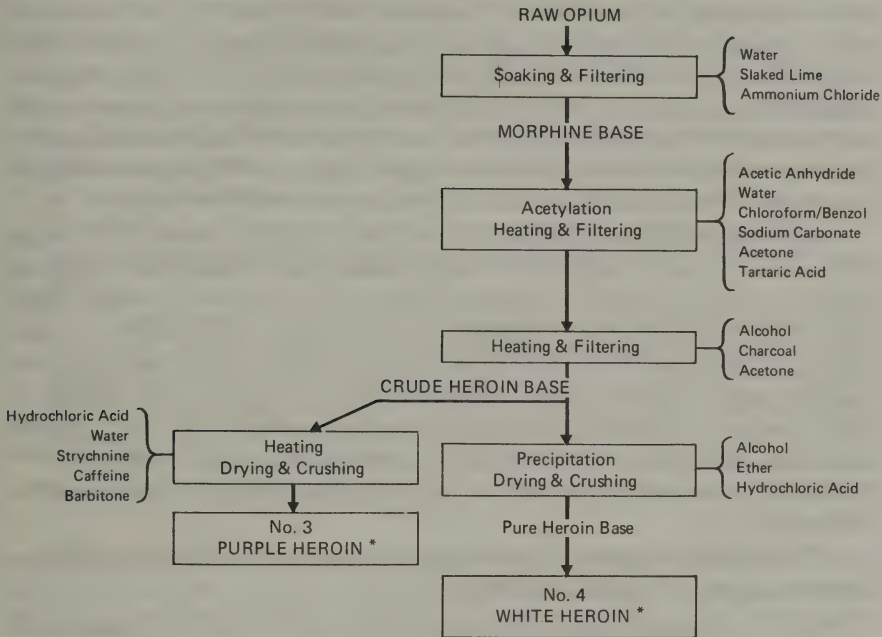 RAW OPIUM
Soaking & Filtering
Water
Slaked Lime
Ammonium Chloride
MORPHINE BASE
Acetylation
Heating & Filtering
Acetic Anhydride
Water
Chloroform/Benzol
Sodium Carbonate
Acetone
Tartaric Acid
Heating & Filtering
Alcohol
Charcoal
Acetone
CRUDE HEROIN BASE
Hydrochloric Acid
Water
Strychnine
Caffeine
Barbitone
Heating
Drying & Crushing
Precipitation
Drying & Crushing
Alcohol
Ether
Hydrochloric Acid
No. 3
PURPLE HEROIN *
Pure Heroin Base
No. 4
WHITE HEROIN *